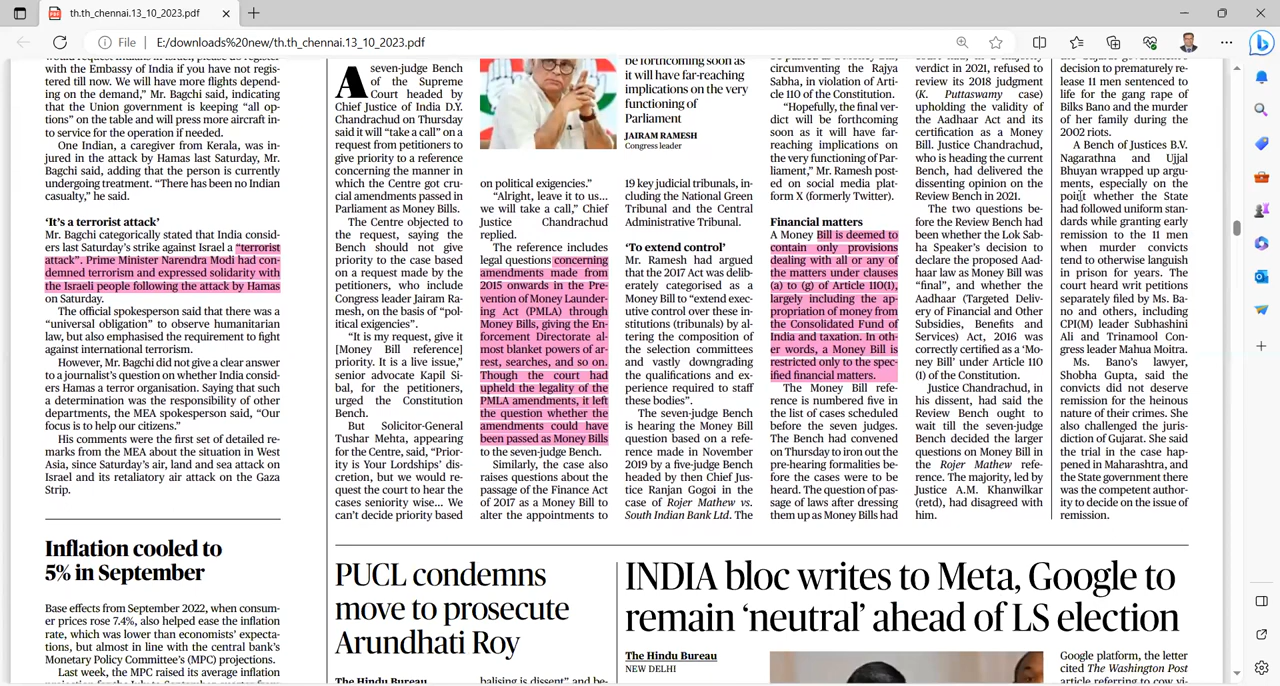 th.th_chennai.13_10_2023.pdf
File
E:/downloads%20new/th.th_chennai.13_10_2023.pdf
would request Indians in Israel, please do regis-
ter with the Embassy of India if you have not regis-
tered till now. We will have more flights depend-
ing on the demand,” Mr. Bagchi said, indicating
that the Union government is keeping “all op-
tions” on the table and will press more aircraft in-
to service for the operation if needed.
One Indian, a caregiver from Kerala, was in-
jured in the attack by Hamas last Saturday, Mr.
Bagchi said, adding that the person is currently
undergoing treatment. “There has been no Indian
casualty,” he said.
‘It’s a terrorist attack’
Mr. Bagchi categorically stated that India consid-
ers last Saturday’s strike against Israel a “terrorist
attack”. Prime Minister Narendra Modi had con-
demned terrorism and expressed solidarity with
the Israeli people following the attack by Hamas
on Saturday.
The official spokesperson said that there was a
“universal obligation” to observe humanitarian
law, but also emphasised the requirement to fight
against international terrorism.
However, Mr. Bagchi did not give a clear answer
to a journalist’s question on whether India consid-
ers Hamas a terror organisation. Saying that such
a determination was the responsibility of other
departments, the MEA spokesperson said, “Our
focus is to help our citizens.”
His comments were the first set of detailed re-
marks from the MEA about the situation in West
Asia, since Saturday’s air, land and sea attack on
Israel and its retaliatory air attack on the Gaza
Strip.
Inflation cooled to
5% in September
Base effects from September 2022, when consum-
er prices rose 7.4%, also helped ease the inflation
rate, which was lower than economists’ expecta-
tions, but almost in line with the central bank’s
Monetary Policy Committee’s (MPC) projections.
Last week, the MPC raised its average inflation
A seven-judge Bench
of the Supreme
Court headed by
Chief Justice of India D.Y.
Chandrachud on Thursday
said it will “take a call” on a
request from petitioners to
give priority to a reference
concerning the manner in
which the Centre got cru-
cial amendments passed in
Parliament as Money Bills.
The Centre objected to
the request, saying the
Bench should not give
priority to the case based
on a request made by the
petitioners, who include
Congress leader Jairam Ra-
mesh, on the basis of “pol-
itical exigencies”.
“It is my request, give it
[Money Bill reference]
priority. It is a live issue,”
senior advocate Kapil Si-
bal, for the petitioners,
urged the Constitution
Bench.
But Solicitor-General
Tushar Mehta, appearing
for the Centre, said, “Prior-
ity is Your Lordships’ dis-
cretion, but we would re-
quest the court to hear the
cases seniority wise... We
can’t decide priority based
on political exigencies.”
“Alright, leave it to us...
we will take a call,” Chief
Justice Chandrachud
replied.
The reference includes
legal questions concerning
amendments made from
2015 onwards in the Pre-
vention of Money Launder-
ing Act (PMLA) through
Money Bills, giving the En-
forcement Directorate al-
most blanket powers of ar-
rest, searches, and so on.
Though the court had
upheld the legality of the
PMLA amendments, it left
the question whether the
amendments could have
been passed as Money Bills
to the seven-judge Bench.
Similarly, the case also
raises questions about the
passage of the Finance Act
of 2017 as a Money Bill to
alter the appointments to
be forthcoming soon as
it will have far-reaching
implications on the very
functioning of
Parliament
JAIRAM RAMESH
Congress leader
19 key judicial tribunals, in-
cluding the National Green
Tribunal and the Central
Administrative Tribunal.
‘To extend control’
Mr. Ramesh had argued
that the 2017 Act was delib-
erately categorised as a
Money Bill to “extend exec-
utive control over these in-
stitutions (tribunals) by al-
tering the composition of
the selection committees
and vastly downgrading
the qualifications and ex-
perience required to staff
these bodies”.
The seven-judge Bench
is hearing the Money Bill
question based on a refe-
rence made in November
2019 by a five-judge Bench
headed by then Chief Jus-
tice Ranjan Gogoi in the
case of Rojer Mathew vs.
South Indian Bank Ltd. The
circumventing the Rajya
Sabha, in violation of Arti-
cle 110 of the Constitution.
“Hopefully, the final ver-
dict will be forthcoming
soon as it will have far-
reaching implications on
the very functioning of Par-
liament,” Mr. Ramesh post-
ed on social media plat-
form X (formerly Twitter).
Financial matters
A Money Bill is deemed to
contain only provisions
dealing with all or any of
the matters under clauses
(a) to (g) of Article 110(1),
largely including the ap-
propriation of money from
the Consolidated Fund of
India and taxation. In oth-
er words, a Money Bill is
restricted only to the spec-
ified financial matters.
The Money Bill refe-
rence is numbered five in
the list of cases scheduled
before the seven judges.
The Bench had convened
on Thursday to iron out the
pre-hearing formalities be-
fore the cases were to be
heard. The question of pas-
sage of laws after dressing
them up as Money Bills had
verdict in 2021, refused to
review its 2018 judgment
(K. Puttaswamy case)
upholding the validity of
the Aadhaar Act and its
certification as a Money
Bill. Justice Chandrachud,
who is heading the current
Bench, had delivered the
dissenting opinion on the
Review Bench in 2021.
The two questions be-
fore the Review Bench had
been whether the Lok Sab-
ha Speaker’s decision to
declare the proposed Aad-
haar law as Money Bill was
“final”, and whether the
Aadhaar (Targeted Deliv-
ery of Financial and Other
Subsidies, Benefits and
Services) Act, 2016 was
correctly certified as a ‘Mo-
ney Bill’ under Article 110
(1) of the Constitution.
Justice Chandrachud, in
his dissent, had said the
Review Bench ought to
wait till the seven-judge
Bench decided the larger
questions on Money Bill in
the Rojer Mathew refe-
rence. The majority, led by
Justice A.M. Khanwilkar
(retd), had disagreed with
him.
decision to prematurely re-
lease 11 men sentenced to
life for the gang rape of
Bilkis Bano and the murder
of her family during the
2002 riots.
A Bench of Justices B.V.
Nagarathna and Ujjal
Bhuyan wrapped up argu-
ments, especially on the
point whether the State
had followed uniform stan-
dards while granting early
remission to the 11 men
when murder convicts
tend to otherwise languish
in prison for years. The
court heard writ petitions
separately filed by Ms. Ba-
no and others, including
CPI(M) leader Subhashini
Ali and Trinamool Con-
gress leader Mahua Moitra.
Ms. Bano’s lawyer,
Shobha Gupta, said the
convicts did not deserve
remission for the heinous
nature of their crimes. She
also challenged the juris-
diction of Gujarat. She said
the trial in the case hap-
pened in Maharashtra, and
the State government there
was the competent author-
ity to decide on the issue of
remission.
PUCL condemns
move to prosecute
Arundhati Roy
The Hindu Bureau
balising is dissent” and be-
INDIA bloc writes to Meta, Google to
remain ‘neutral’ ahead of LS election
The Hindu Bureau
NEW DELHI
Google platform, the letter
cited The Washington Post
article referring to cow vi-